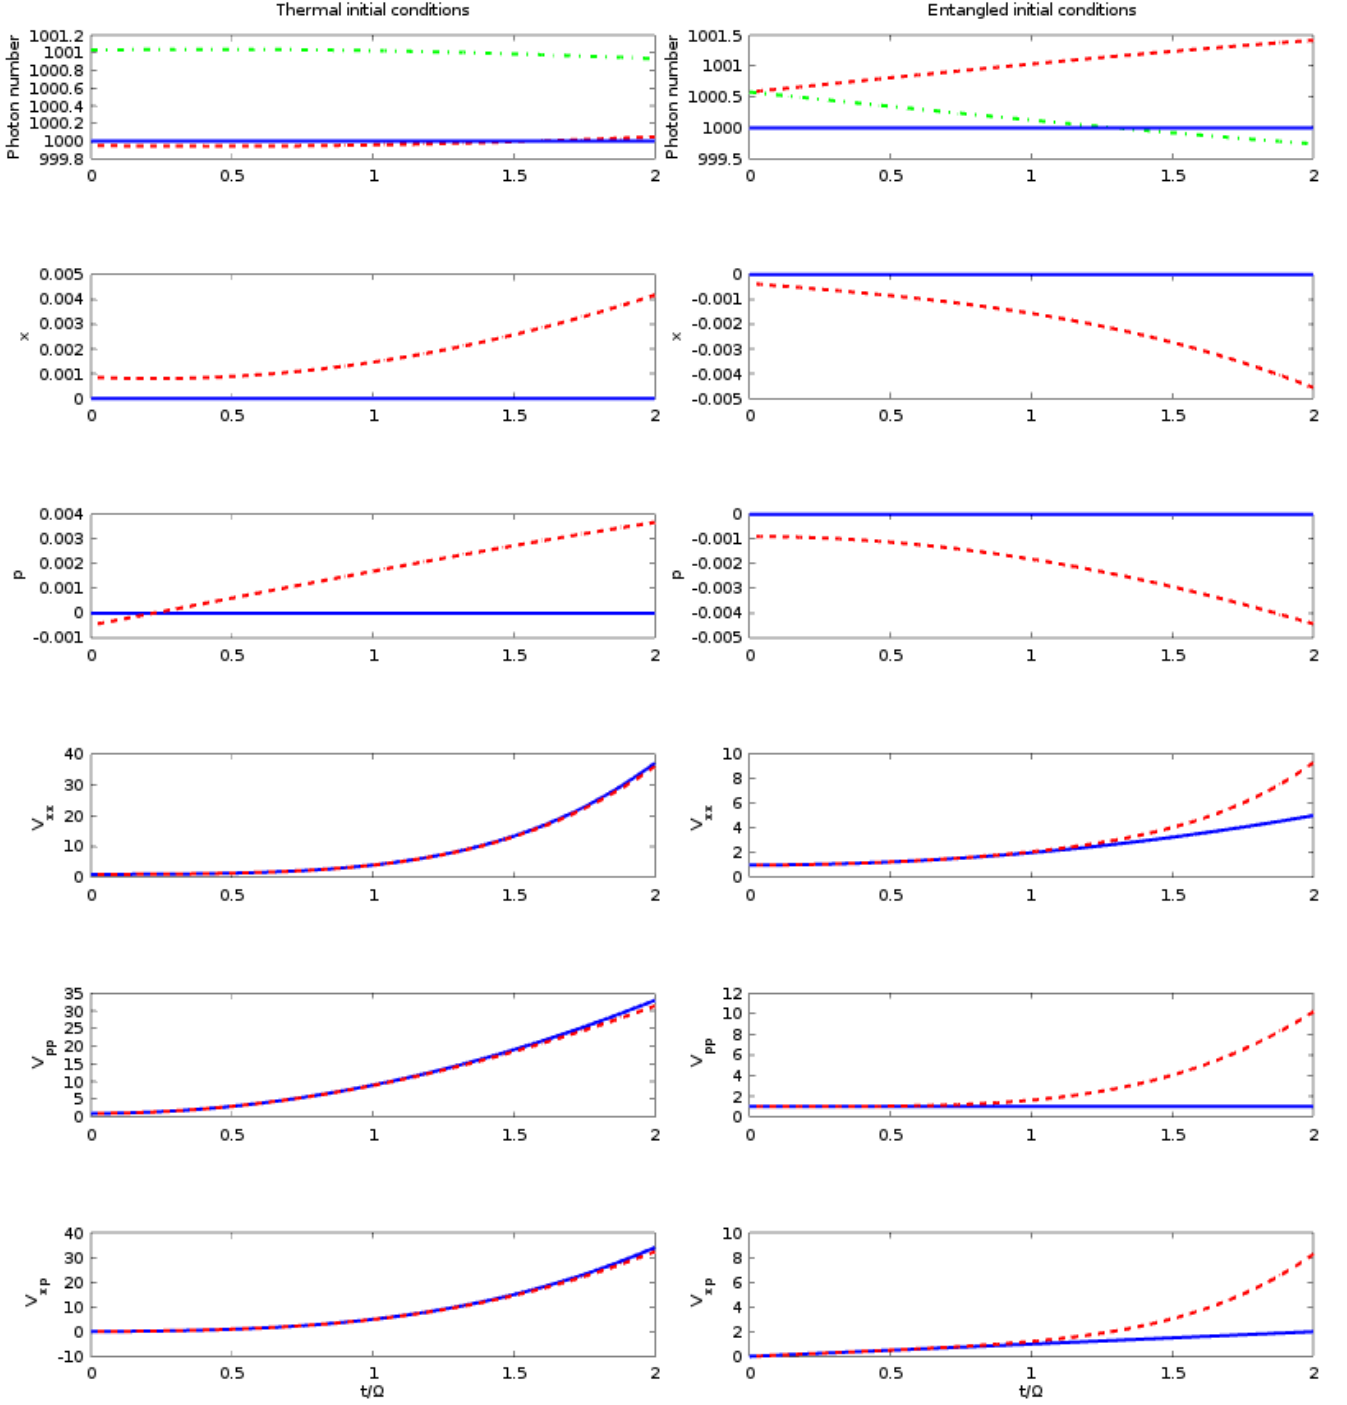 Thermal initial conditions
Entangled initial conditions
Photon number
1001.2
1001
1000.8
1000.6
1000.4
1000.2
1000
999.8
0 0.5 1 1.5 2
Photon number
1001.5
1001
1000.5
1000
999.5
0 0.5 1 1.5 2
x
0.005
0.004
0.003
0.002
0.001
0
0 0.5 1 1.5 2
x
0
-0.001
-0.002
-0.003
-0.004
-0.005
0 0.5 1 1.5 2
p
0.004
0.003
0.002
0.001
0
-0.001
0 0.5 1 1.5 2
p
0
-0.001
-0.002
-0.003
-0.004
-0.005
0 0.5 1 1.5 2
Vxx
40
30
20
10
0
0 0.5 1 1.5 2
Vxx
10
8
6
4
2
0
0 0.5 1 1.5 2
Vpp
35
30
25
20
15
10
5
0
0 0.5 1 1.5 2
Vpp
12
10
8
6
4
2
0
0 0.5 1 1.5 2
Vxp
40
30
20
10
0
-10
0 0.5 1 1.5 2
t/Ω
Vxp
10
8
6
4
2
0
0 0.5 1 1.5 2
t/Ω